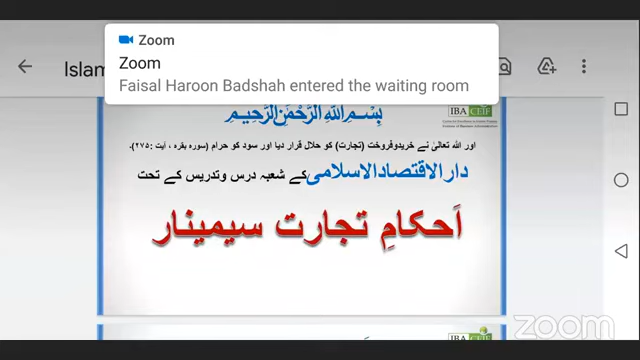 Zoom
Zoom
Faisal Haroon Badshah entered the waiting room
Islam
بِسْمِ اللّٰهِ الرَّحْمٰنِ الرَّحِيْمِ
IBA CEIF
اور اللہ تعالیٰ نے خریدوفروخت (تجارت) کو حلال قرار دیا اور سود کو حرام (سورہ بقرہ ، آیت :۲۷۵)۔
دارالاقتصادالاسلامی کے شعبہ درس وتدریس کے تحت
اَحکامِ تجارت سیمینار
zoom
IBA CEIF